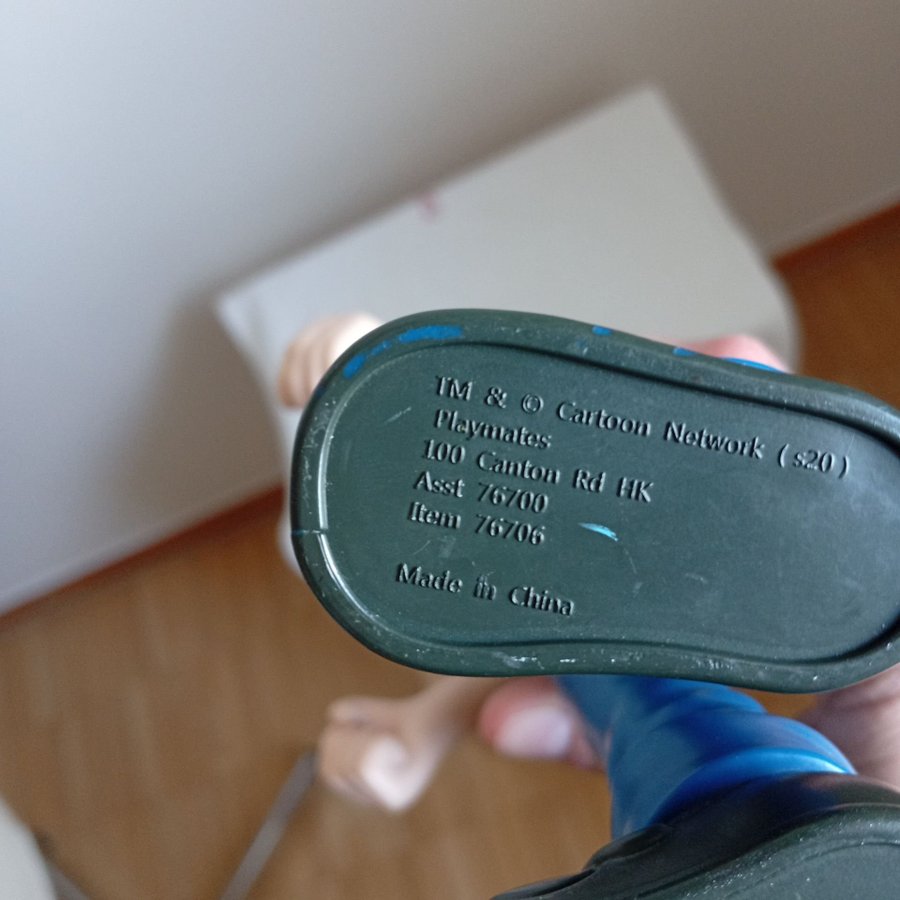 TM & © Cartoon Network (s20)
Playmates
100 Canton Rd HK
Asst 76700
Item 76706
Made in China